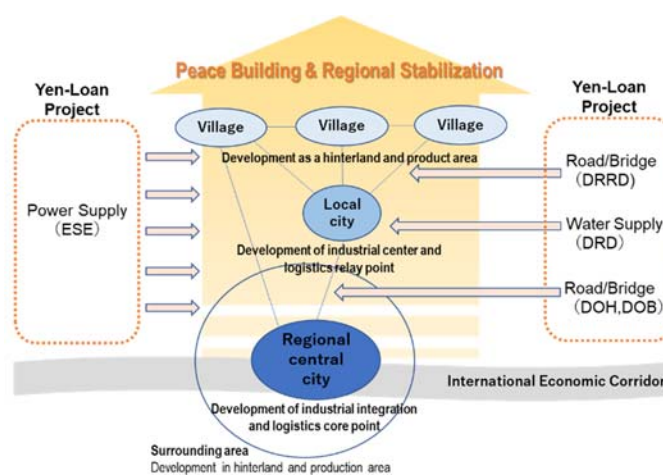 Peace Building & Regional Stabilization
Yen-Loan
Project
Power Supply
(ESE)
Village
Village
Village
Development as a hinterland and product area
Local
city
Development of industrial center and
logistics relay point
Regional
central
city
Development of industrial integration
and logistics core point
Surrounding area
Development in hinterland and production area
Yen-Loan
Project
Road/Bridge
(DRRD)
Water Supply
(DRD)
Road/Bridge
(DOH,DOB)
International Economic Corridor